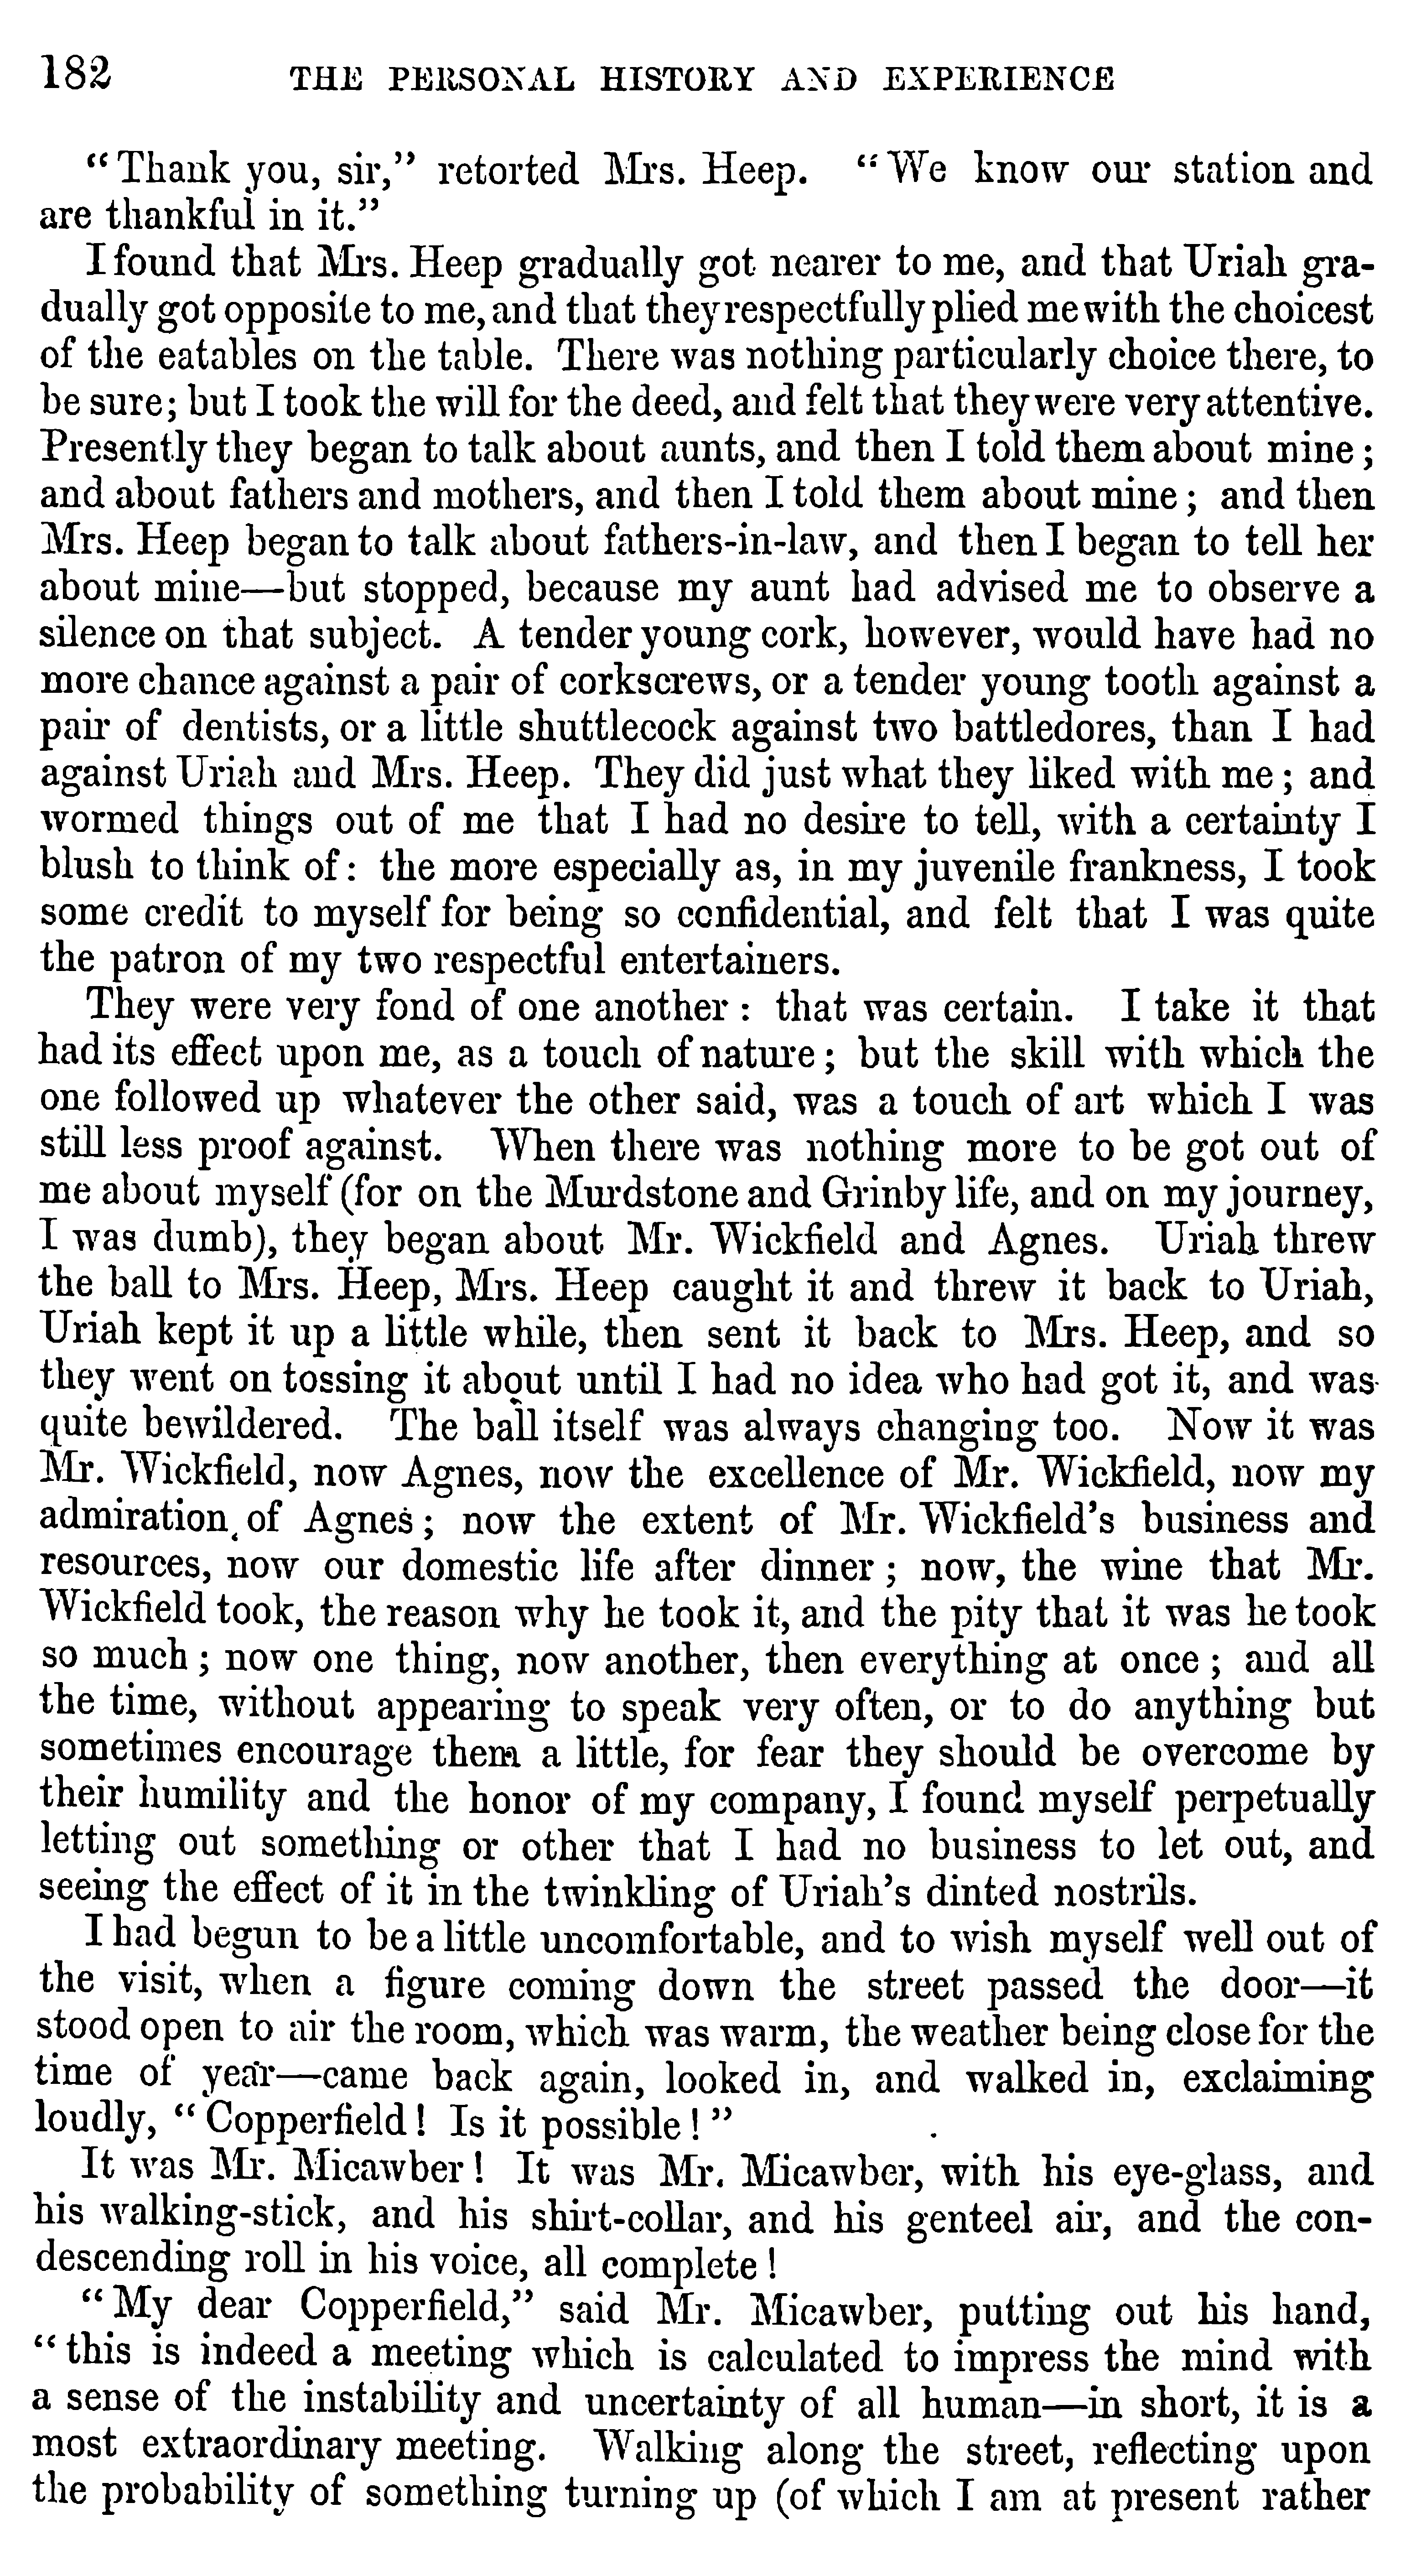 182 THE PERSONAL HISTORY AND EXPERIENCE
“Thank you, sir,” retorted Mrs. Heep. “We know our station and
are thankful in it.”
I found that Mrs. Heep gradually got nearer to me, and that Uriah gra-
dually got opposite to me, and that they respectfully plied me with the choicest
of the eatables on the table. There was nothing particularly choice there, to
be sure; but I took the will for the deed, and felt that they were very attentive.
Presently they began to talk about aunts, and then I told them about mine;
and about fathers and mothers, and then I told them about mine; and then
Mrs. Heep began to talk about fathers-in-law, and then I began to tell her
about mine—but stopped, because my aunt had advised me to observe a
silence on that subject. A tender young cork, however, would have had no
more chance against a pair of corkscrews, or a tender young tooth against a
pair of dentists, or a little shuttlecock against two battledores, than I had
against Uriah and Mrs. Heep. They did just what they liked with me; and
wormed things out of me that I had no desire to tell, with a certainty I
blush to think of: the more especially as, in my juvenile frankness, I took
some credit to myself for being so confidential, and felt that I was quite
the patron of my two respectful entertainers.
They were very fond of one another: that was certain. I take it that
had its effect upon me, as a touch of nature; but the skill with which the
one followed up whatever the other said, was a touch of art which I was
still less proof against. When there was nothing more to be got out of
me about myself (for on the Murdstone and Grinby life, and on my journey,
I was dumb), they began about Mr. Wickfield and Agnes. Uriah threw
the ball to Mrs. Heep, Mrs. Heep caught it and threw it back to Uriah,
Uriah kept it up a little while, then sent it back to Mrs. Heep, and so
they went on tossing it about until I had no idea who had got it, and was
quite bewildered. The ball itself was always changing too. Now it was
Mr. Wickfield, now Agnes, now the excellence of Mr. Wickfield, now my
admiration of Agnes; now the extent of Mr. Wickfield’s business and
resources, now our domestic life after dinner; now, the wine that Mr.
Wickfield took, the reason why he took it, and the pity that it was he took
so much; now one thing, now another, then everything at once; and all
the time, without appearing to speak very often, or to do anything but
sometimes encourage them a little, for fear they should be overcome by
their humility and the honor of my company, I found myself perpetually
letting out something or other that I had no business to let out, and
seeing the effect of it in the twinkling of Uriah’s dinted nostrils.
I had begun to be a little uncomfortable, and to wish myself well out of
the visit, when a figure coming down the street passed the door—it
stood open to air the room, which was warm, the weather being close for the
time of year—came back again, looked in, and walked in, exclaiming
loudly, “Copperfield! Is it possible!”
It was Mr. Micawber! It was Mr. Micawber, with his eye-glass, and
his walking-stick, and his shirt-collar, and his genteel air, and the con-
descending roll in his voice, all complete!
“My dear Copperfield,” said Mr. Micawber, putting out his hand,
“this is indeed a meeting which is calculated to impress the mind with
a sense of the instability and uncertainty of all human—in short, it is a
most extraordinary meeting. Walking along the street, reflecting upon
the probability of something turning up (of which I am at present rather